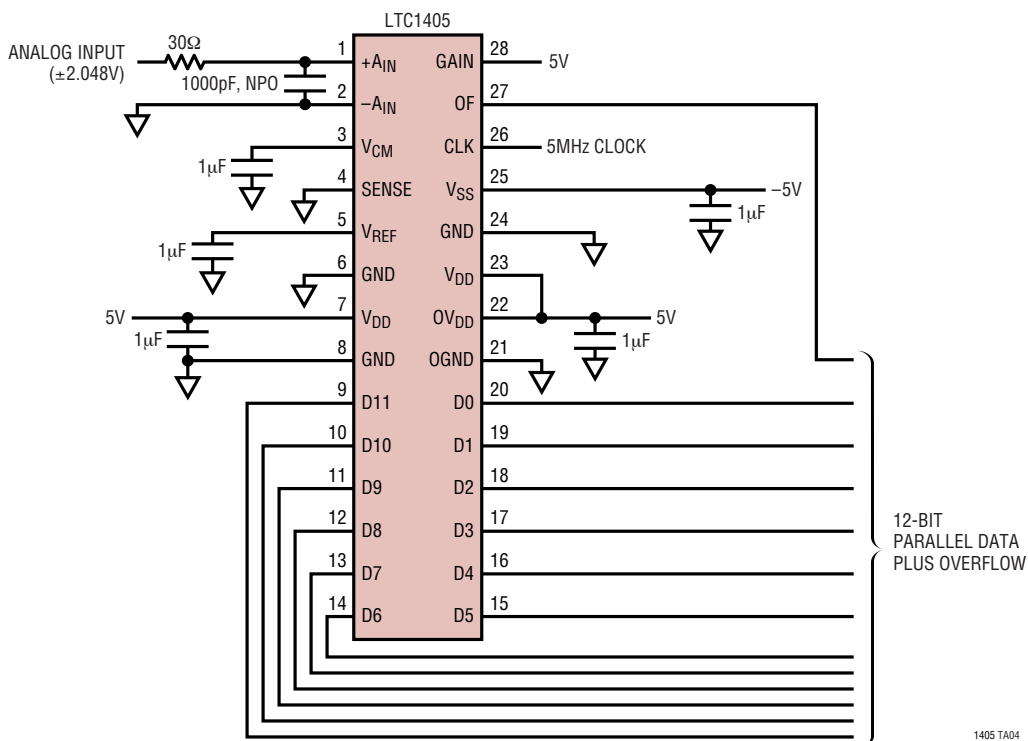 LTC1405
ANALOG INPUT
(±2.048V)
30Ω
1000pF, NPO
1
+AIN
2
–AIN
3
VCM
1µF
4
SENSE
5
VREF
1µF
6
GND
7
VDD
5V
1µF
8
GND
9
D11
10
D10
11
D9
12
D8
13
D7
14
D6
GAIN
28
5V
OF
27
CLK
26
5MHz CLOCK
VSS
25
–5V
1µF
GND
24
VDD
23
OVDD
22
5V
1µF
OGND
21
D0
20
D1
19
D2
18
D3
17
D4
16
D5
15
12-BIT
PARALLEL DATA
PLUS OVERFLOW
1405 TA04